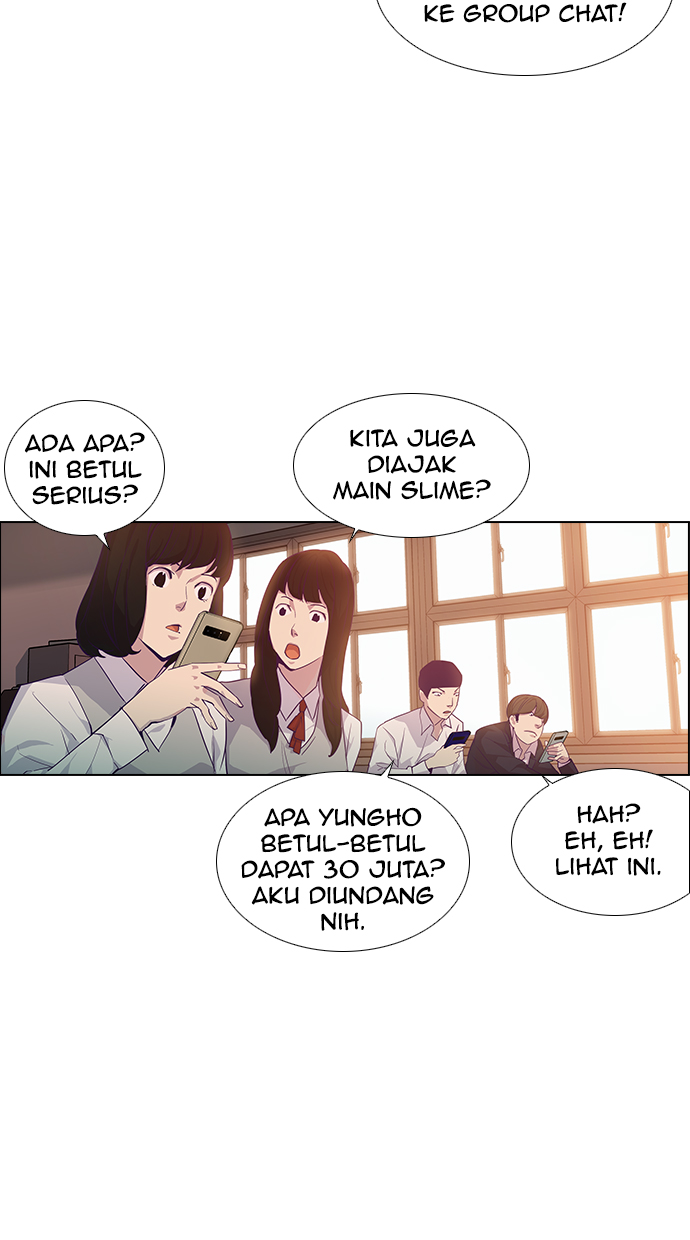 KE GROUP CHAT!
ADA APA?
INI BETUL
SERIUS?
KITA JUGA
DIAJAK
MAIN SLIME?
APA YUNGHO
BETUL-BETUL
DAPAT 30 JUTA?
AKU DIUNDANG
NIH.
HAH?
EH, EH!
LIHAT INI.